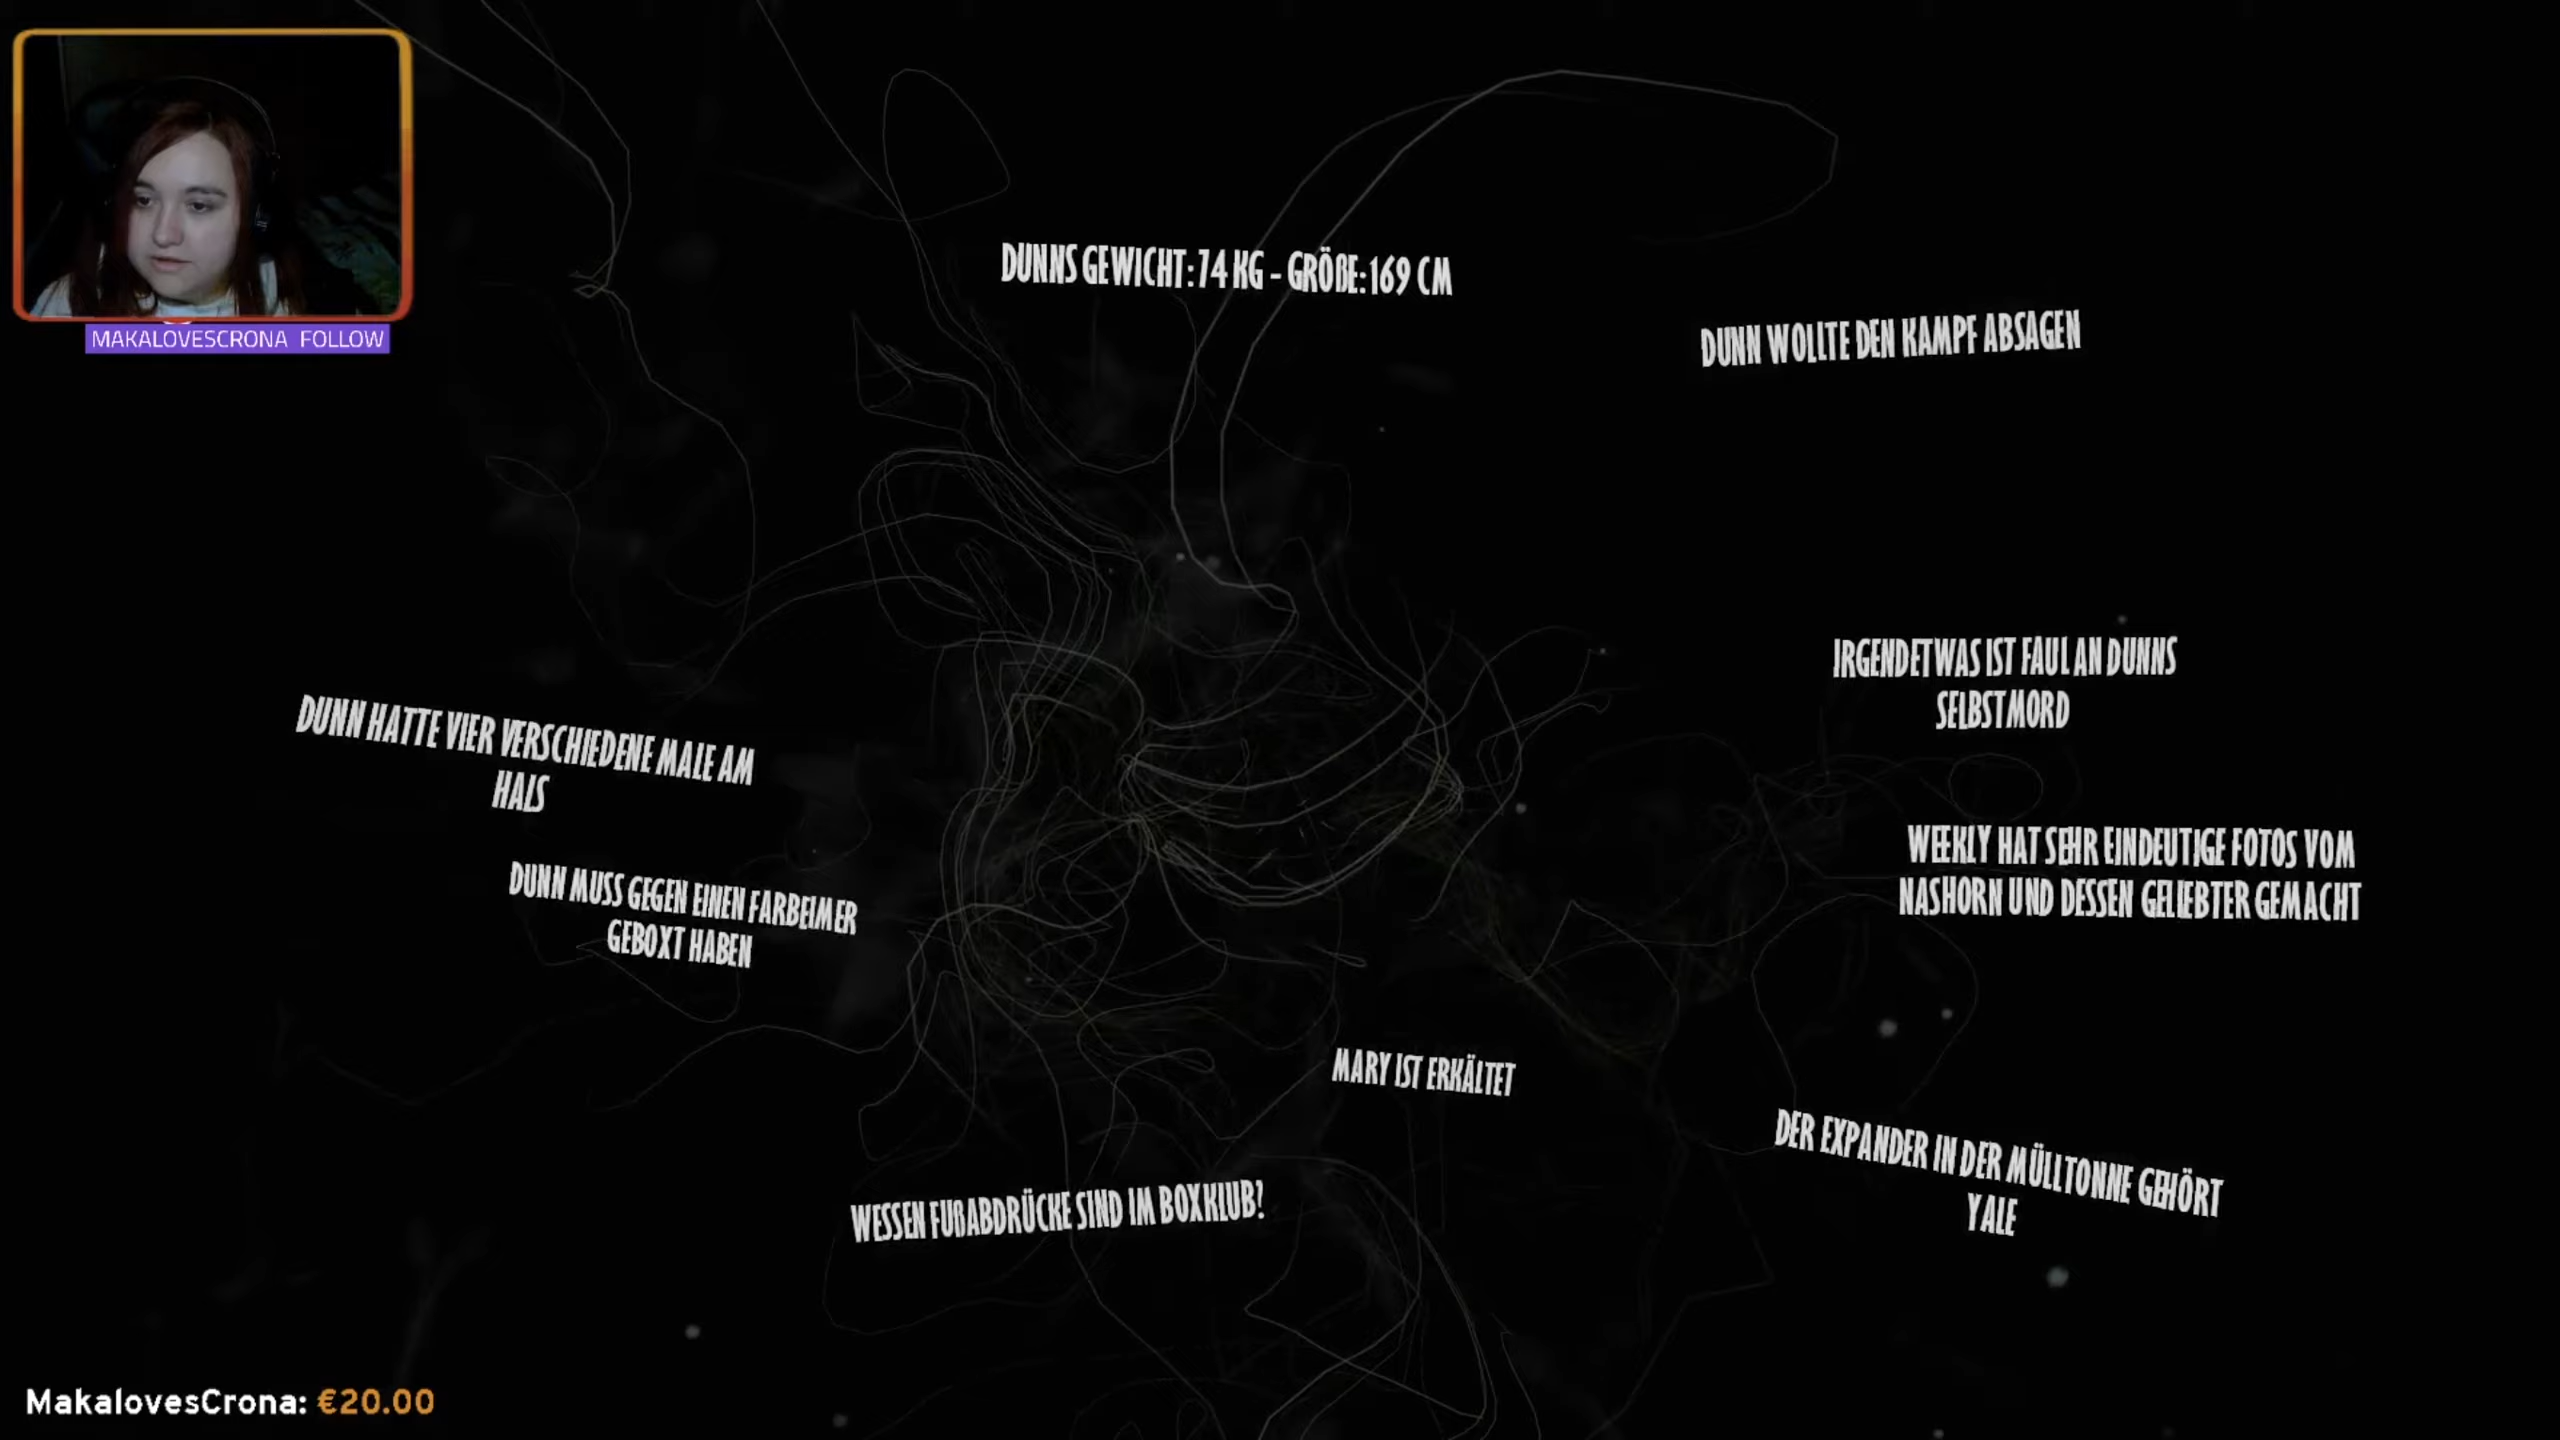 MAKALOVESCRONA FOLLOW
DUNNS GEWICHT: 74 KG - GRÖẞE: 169 CM
DUNN WOLLTE DEN KAMPF ABSAGEN
IRGENDETWAS IST FAUL AN DUNNS
SELBSTMORD
DUNN HATTE VIER VERSCHIEDENE MALE AM
HALS
WEEKLY HAT SEHR EINDEUTIGE FOTOS VOM
NASHORN UND DESSEN GELIEBTER GEMACHT
DUNN MUSS GEGEN EINEN FARBEIMER
GEBOXT HABEN
MARY IST ERKÄLTET
DER EXPANDER IN DER MÜLLTONNE GEHÖRT
YALE
WESSEN FUẞABDRÜCKE SIND IM BOXKLUB?
MakalovesCrona: €20.00